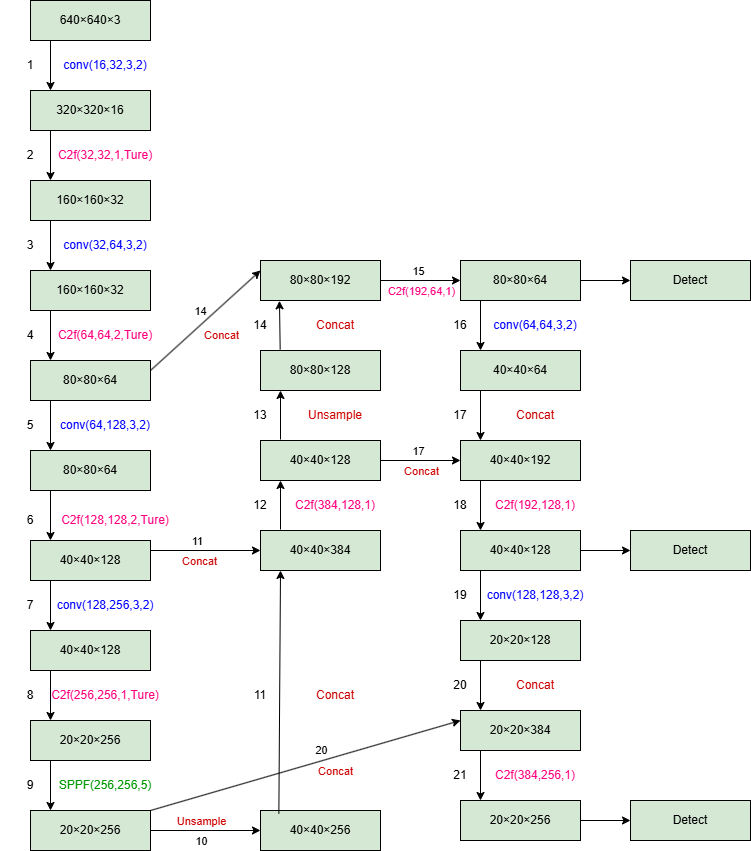 640×640×3
1
conv(16,32,3,2)
320×320×16
2
C2f(32,32,1,Ture)
160×160×32
3
conv(32,64,3,2)
160×160×32
4
C2f(64,64,2,Ture)
80×80×64
5
conv(64,128,3,2)
80×80×64
6
C2f(128,128,2,Ture)
40×40×128
7
conv(128,256,3,2)
40×40×128
8
C2f(256,256,1,Ture)
20×20×256
9
SPPF(256,256,5)
20×20×256
Unsample
10
40×40×256
11
Concat
11
Concat
40×40×384
12
C2f(384,128,1)
40×40×128
13
Unsample
80×80×128
14
Concat
14
Concat
80×80×192
15
C2f(192,64,1)
80×80×64
Detect
16
conv(64,64,3,2)
40×40×64
17
Concat
17
Concat
40×40×192
18
C2f(192,128,1)
40×40×128
Detect
19
conv(128,128,3,2)
20×20×128
20
Concat
20
Concat
20×20×384
21
C2f(384,256,1)
20×20×256
Detect